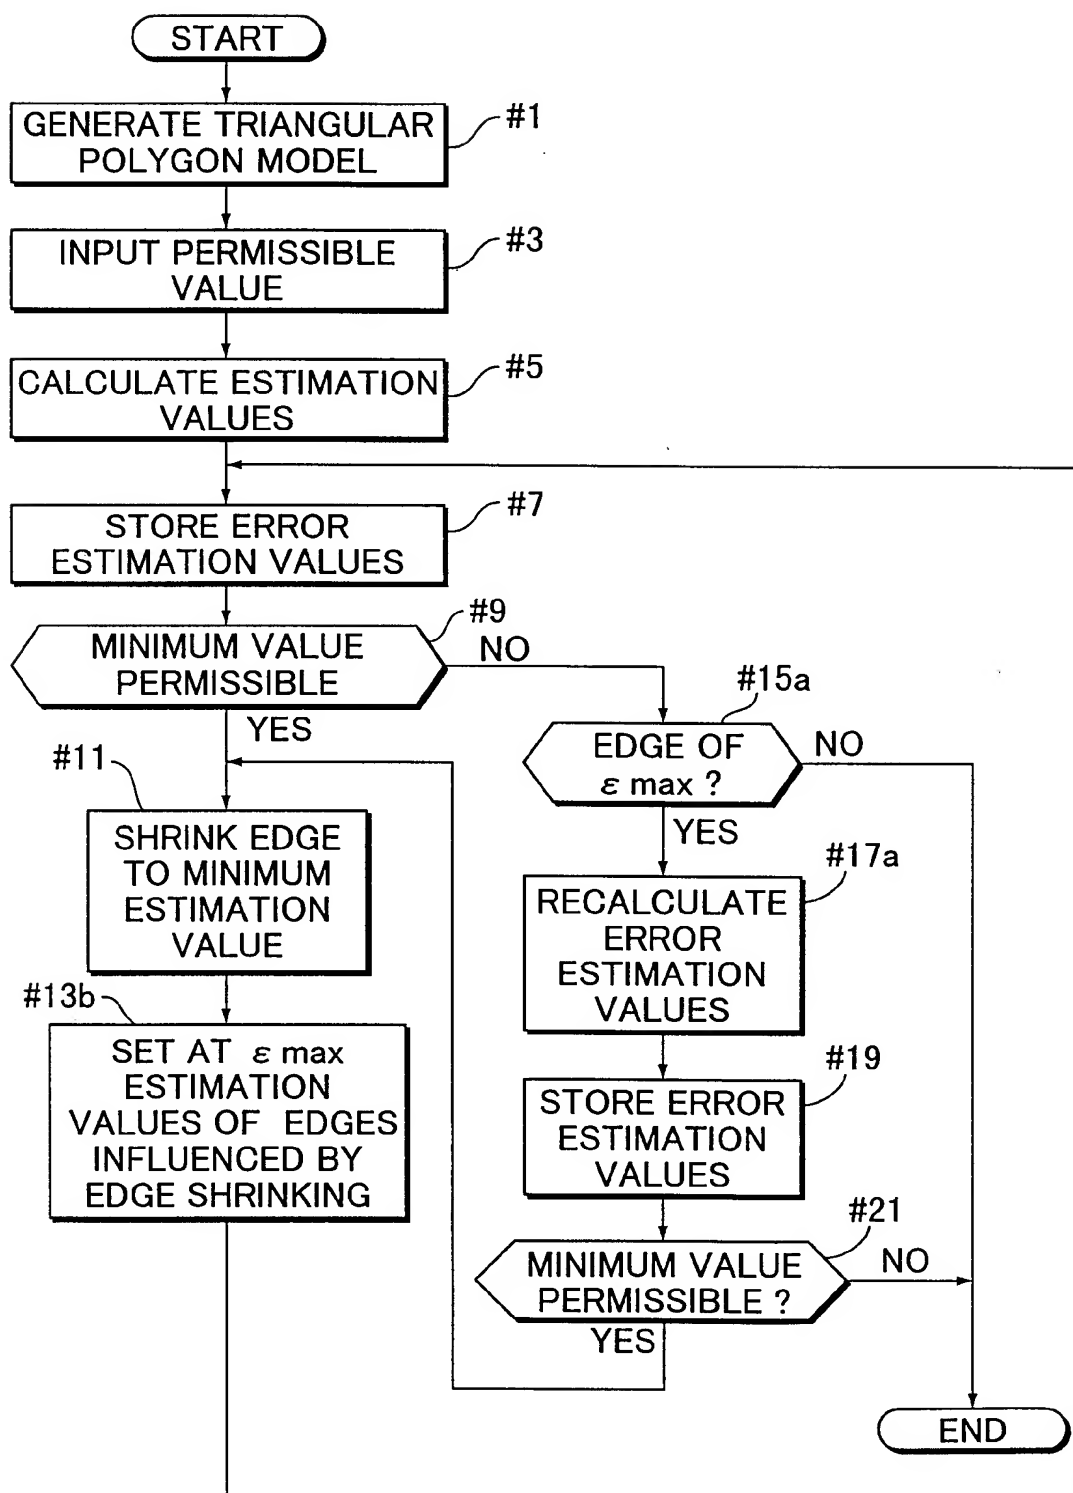 START
GENERATE TRIANGULAR
POLYGON MODEL
#1
INPUT PERMISSIBLE
VALUE
#3
CALCULATE ESTIMATION
VALUES
#5
STORE ERROR
ESTIMATION VALUES
#7
MINIMUM VALUE
PERMISSIBLE
#9
NO
YES
#11
SHRINK EDGE
TO MINIMUM
ESTIMATION
VALUE
#13b
SET AT ε max
ESTIMATION
VALUES OF EDGES
INFLUENCED BY
EDGE SHRINKING
#15a
EDGE OF
ε max ?
NO
YES
#17a
RECALCULATE
ERROR
ESTIMATION
VALUES
#19
STORE ERROR
ESTIMATION
VALUES
#21
MINIMUM VALUE
PERMISSIBLE ?
NO
YES
END